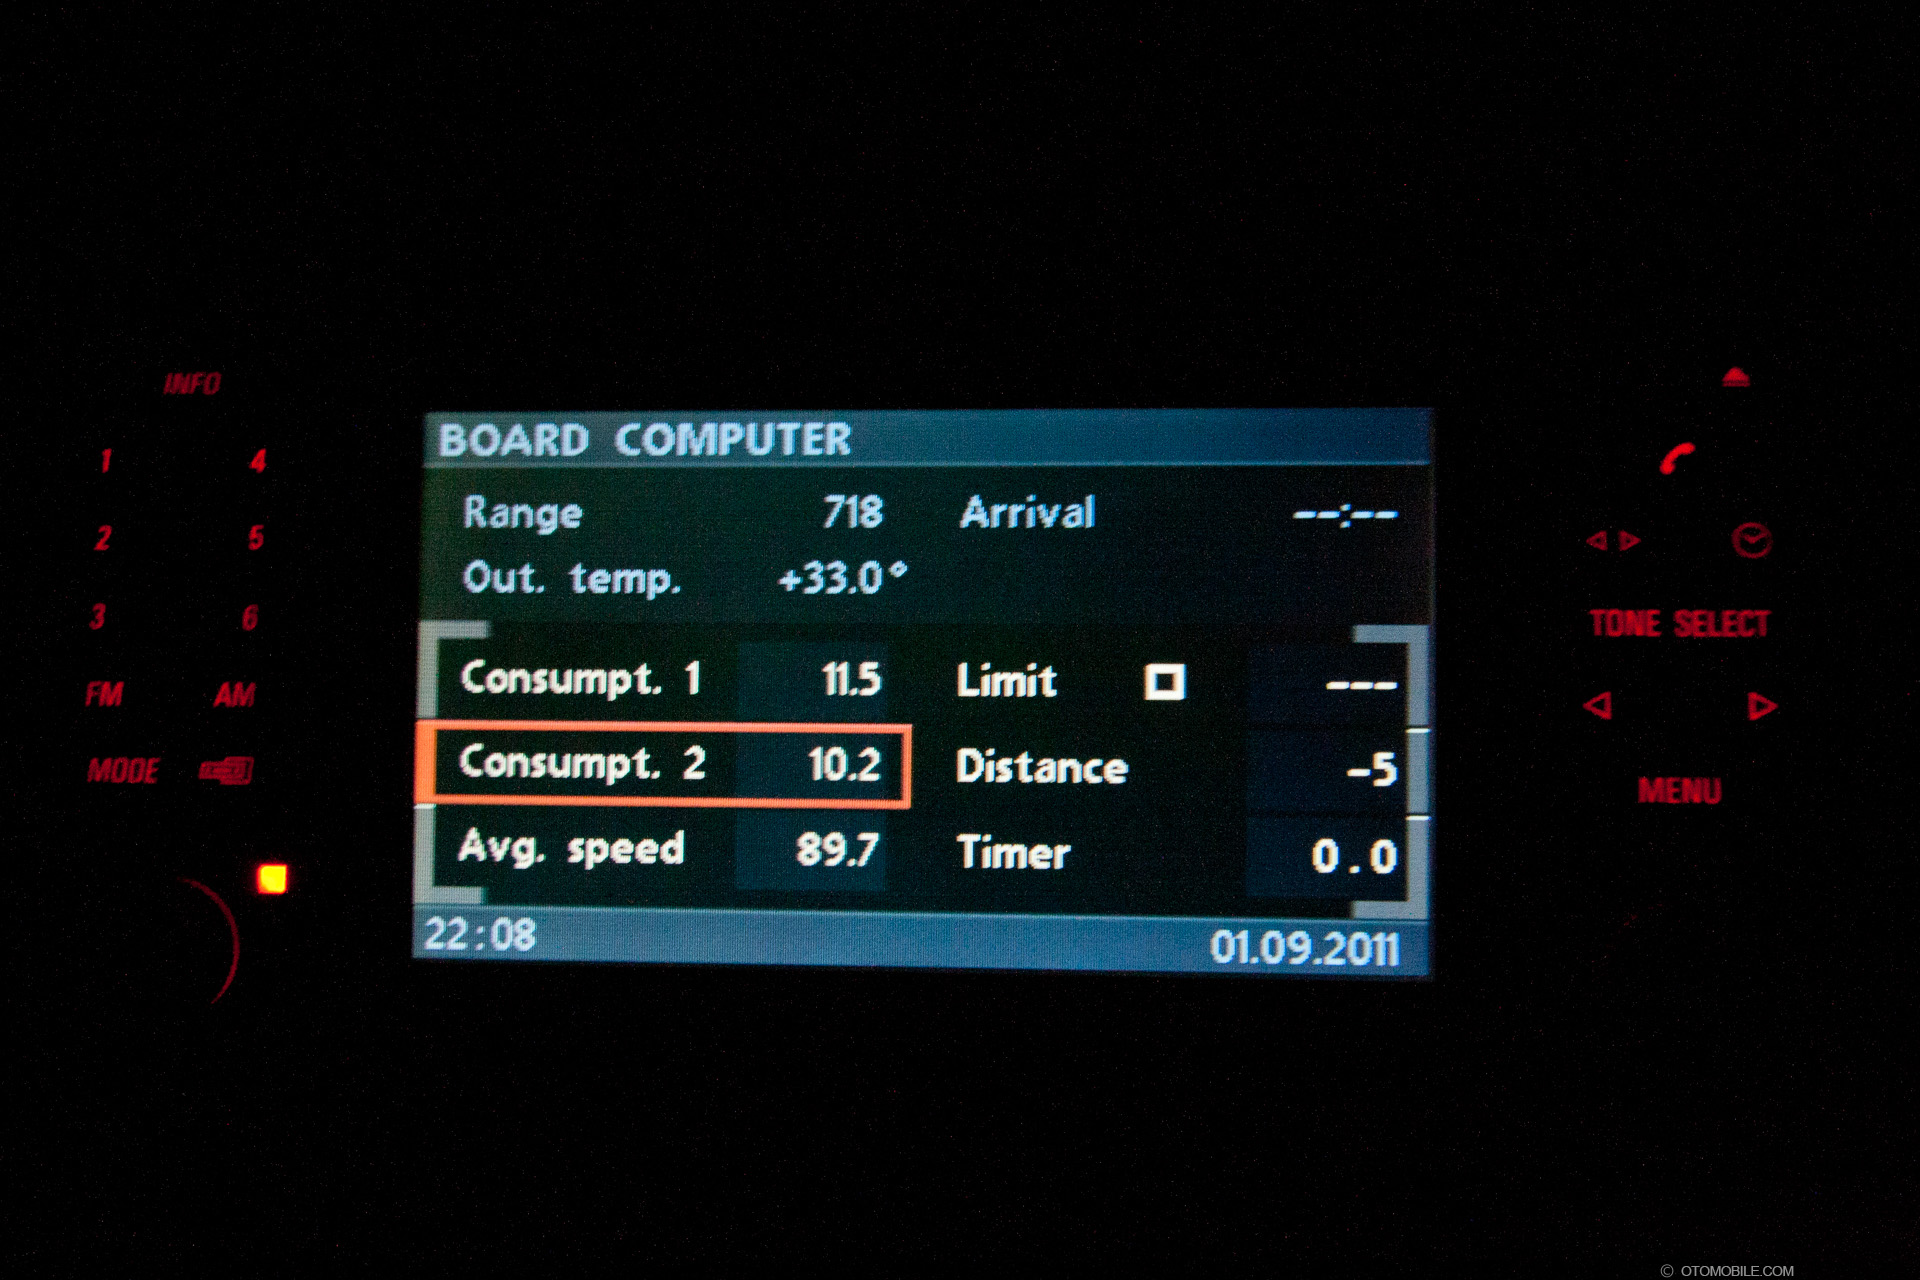 INFO
1 4
2 5
3 6
FM AM
MODE
BOARD COMPUTER
Range 718 Arrival --:--
Out. temp. +33.0°
Consumpt. 1 11.5 Limit ---
Consumpt. 2 10.2 Distance -5
Avg. speed 89.7 Timer 0.0
22:08 01.09.2011
TONE SELECT
MENU
© OTOMOBILE.COM